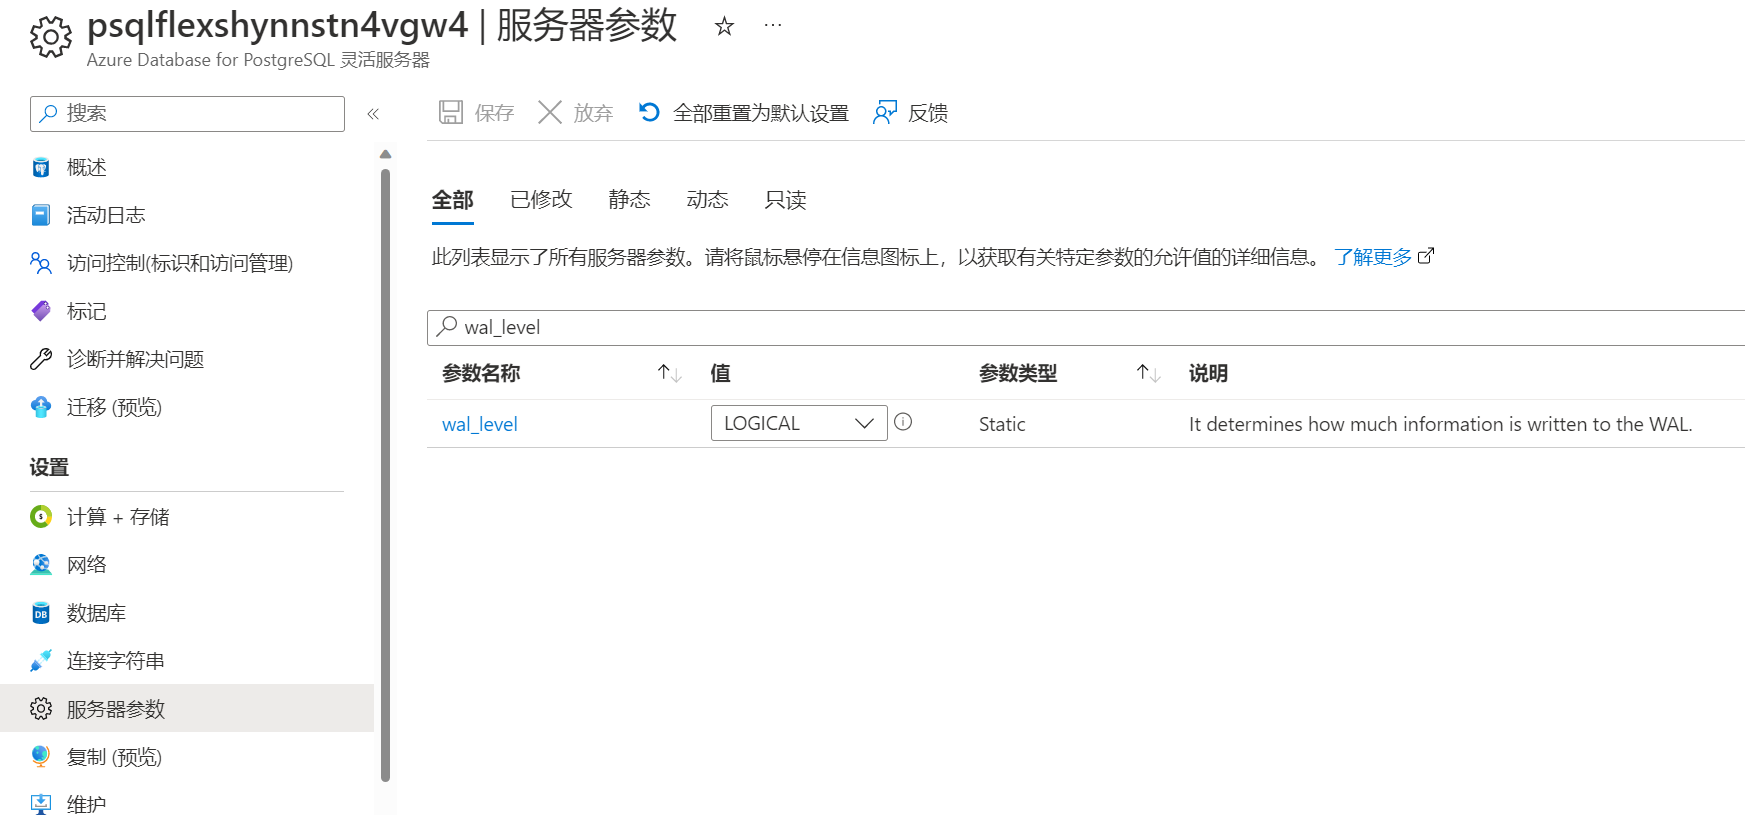 psqlflexshynnstn4vgw4 | 服务器参数
Azure Database for PostgreSQL 灵活服务器
搜索
保存 放弃 全部重置为默认设置 反馈
概述
活动日志
访问控制(标识和访问管理)
标记
诊断并解决问题
迁移 (预览)
设置
计算 + 存储
网络
数据库
连接字符串
服务器参数
复制 (预览)
维护
全部 已修改 静态 动态 只读
此列表显示了所有服务器参数。请将鼠标悬停在信息图标上，以获取有关特定参数的允许值的详细信息。 了解更多
wal_level
参数名称 值 参数类型 说明
wal_level LOGICAL Static It determines how much information is written to the WAL.